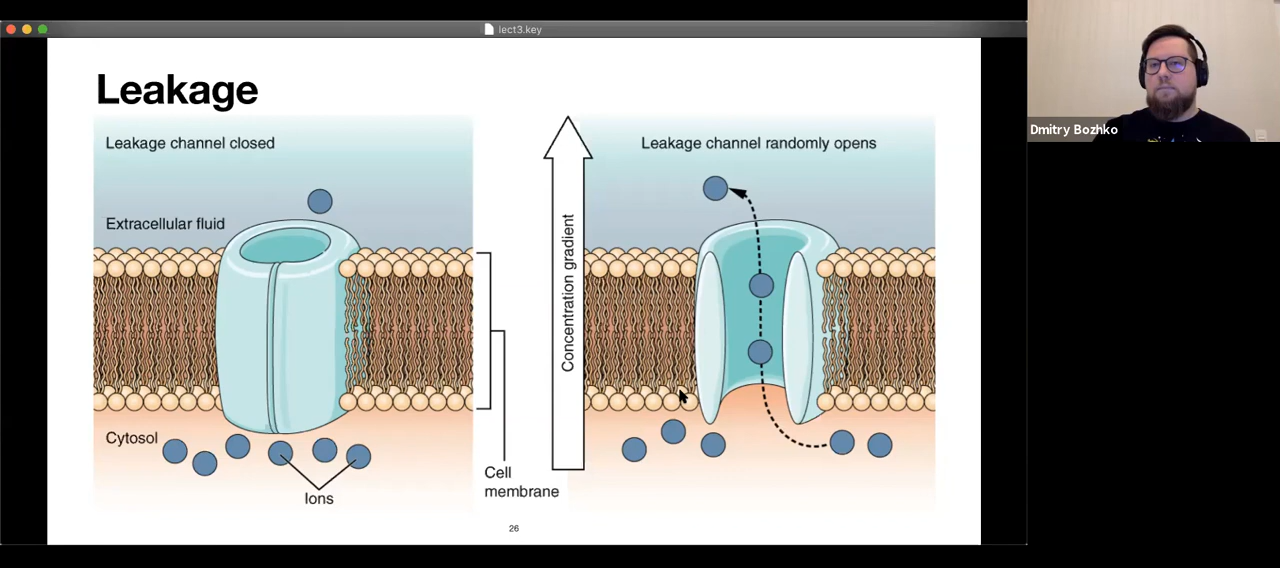 lect3.key
Leakage
Leakage channel closed
Extracellular fluid
Cytosol
Ions
Cell
membrane
Concentration gradient
Leakage channel randomly opens
26
Dmitry Bozhko